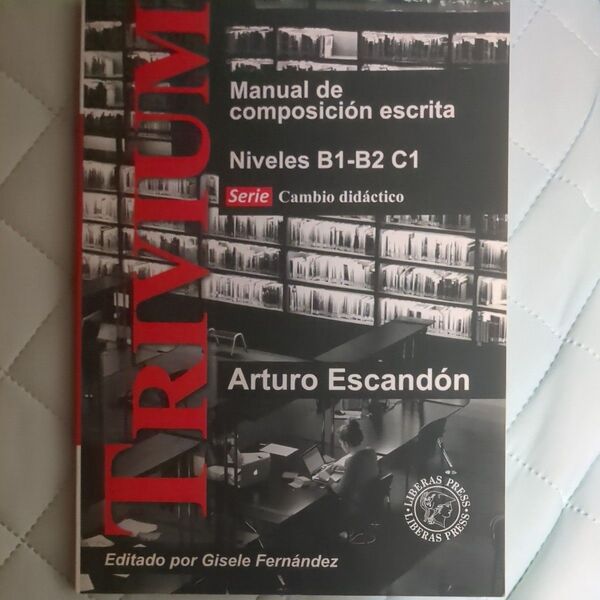 TRIVIUM
Manual de
composición escrita
Niveles B1-B2 C1
Serie Cambio didáctico
Arturo Escandón
LIBERAS PRESS
LIBERAS PRESS
Editado por Gisele Fernández